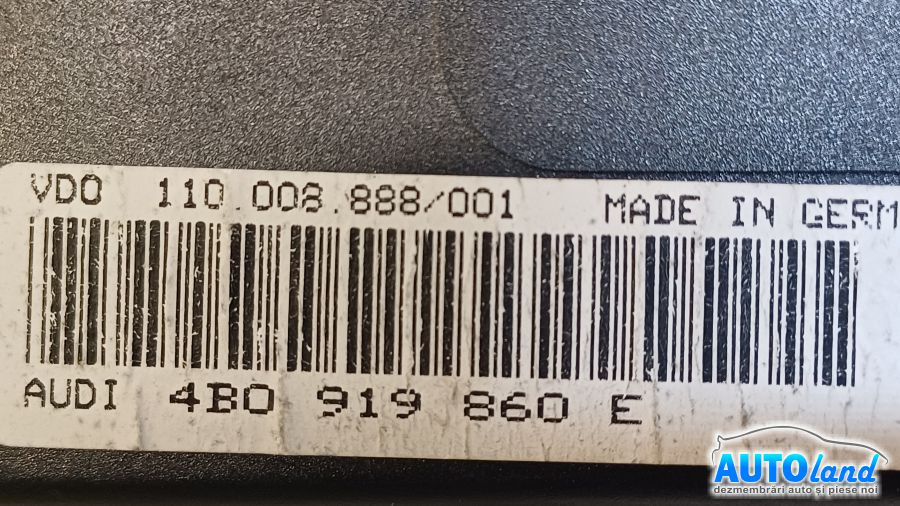 VDO 110.008.888/001 MADE IN GERM
AUDI 4B0 919 860 E
AUTOland
dezmembrări auto și piese noi